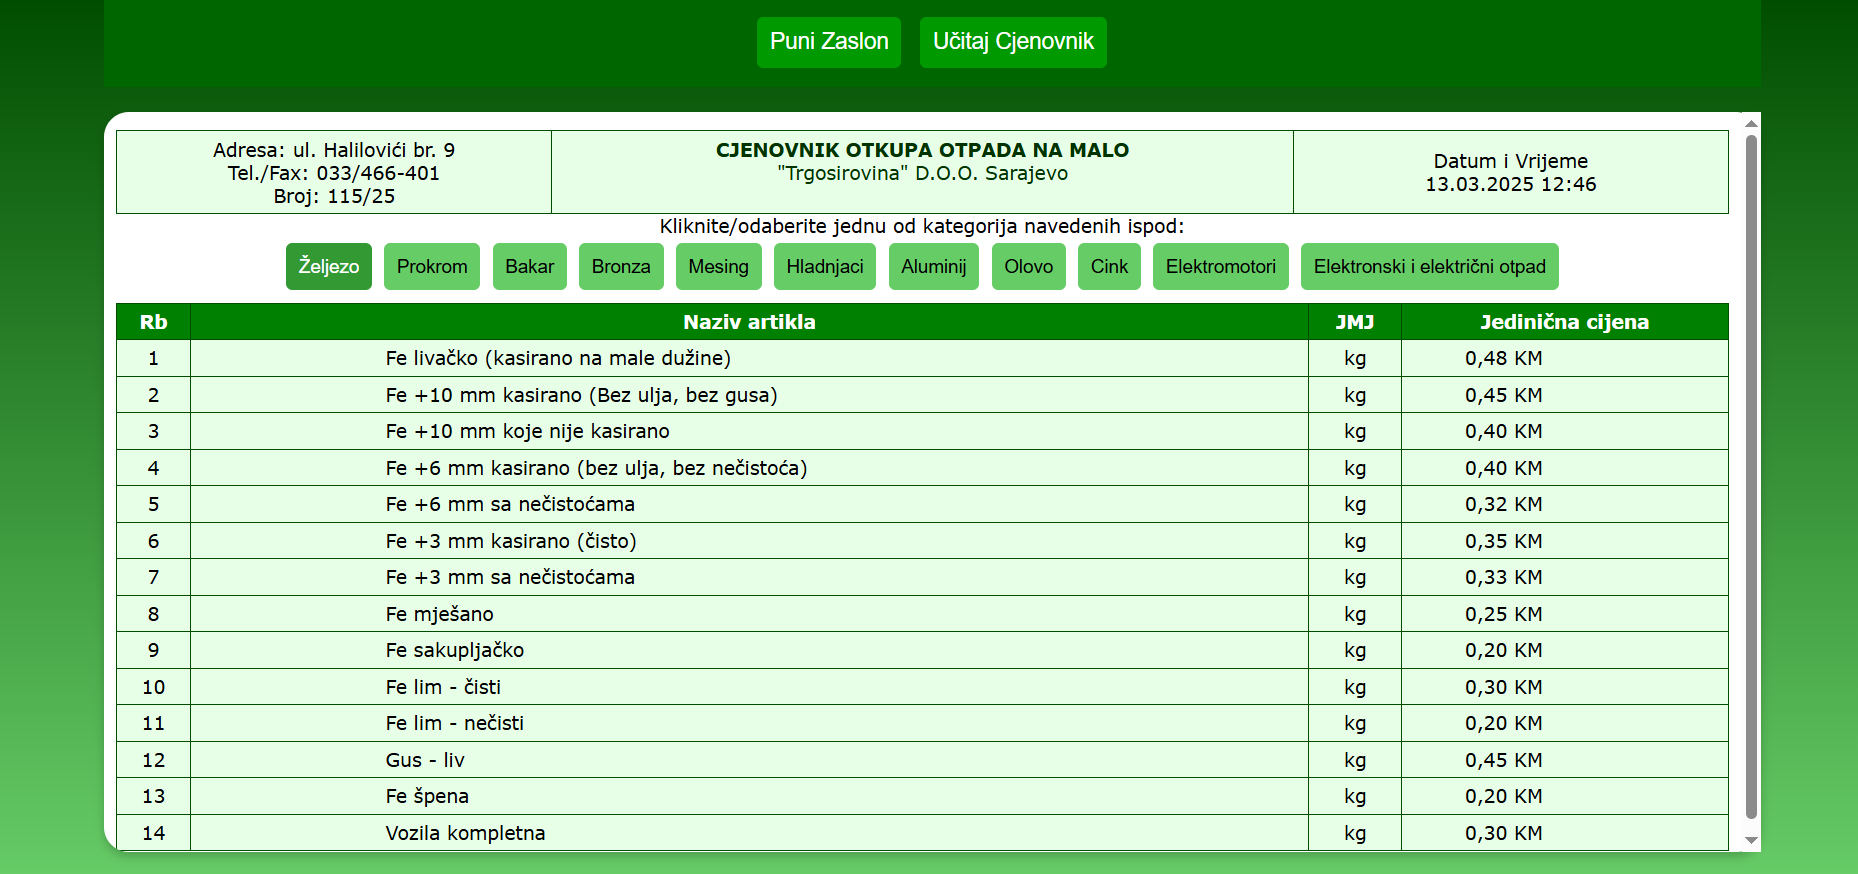 Puni Zaslon Učitaj Cjenovnik
Adresa: ul. Halilovići br. 9
Tel./Fax: 033/466-401
Broj: 115/25
CJENOVNIK OTKUPA OTPADA NA MALO
"Trgosirovina" D.O.O. Sarajevo
Datum i Vrijeme
13.03.2025 12:46
Kliknite/odaberite jednu od kategorija navedenih ispod:
Željezo Prokrom Bakar Bronza Mesing Hladnjaci Aluminij Olovo Cink Elektromotori Elektronski i električni otpad
Rb Naziv artikla JMJ Jedinična cijena
1 Fe livačko (kasirano na male dužine) kg 0,48 KM
2 Fe +10 mm kasirano (Bez ulja, bez gusa) kg 0,45 KM
3 Fe +10 mm koje nije kasirano kg 0,40 KM
4 Fe +6 mm kasirano (bez ulja, bez nečistoća) kg 0,40 KM
5 Fe +6 mm sa nečistoćama kg 0,32 KM
6 Fe +3 mm kasirano (čisto) kg 0,35 KM
7 Fe +3 mm sa nečistoćama kg 0,33 KM
8 Fe mješano kg 0,25 KM
9 Fe sakupljačko kg 0,20 KM
10 Fe lim - čisti kg 0,30 KM
11 Fe lim - nečisti kg 0,20 KM
12 Gus - liv kg 0,45 KM
13 Fe špena kg 0,20 KM
14 Vozila kompletna kg 0,30 KM